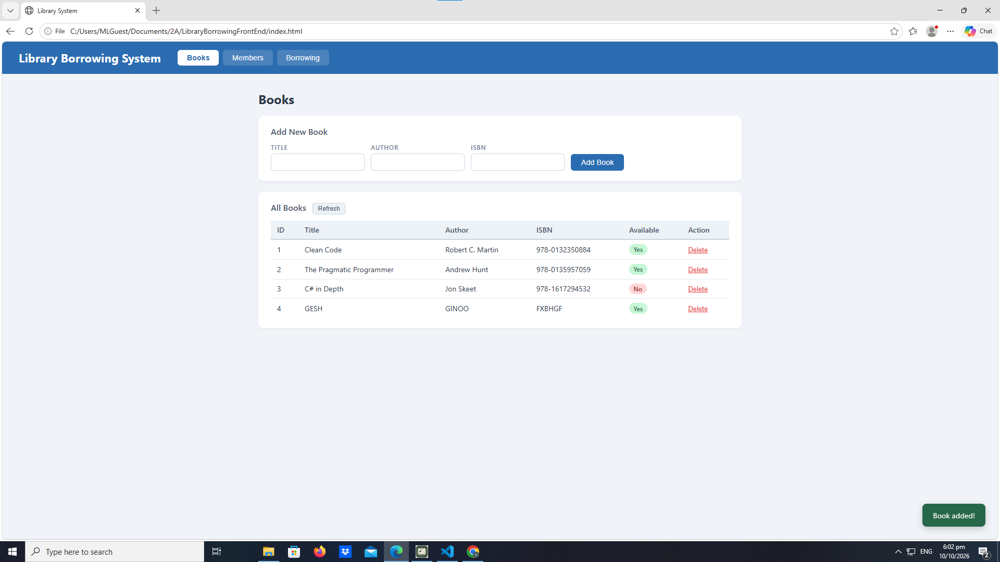 Library System
File C:/Users/MLGuest/Documents/2A/LibraryBorrowingFrontEnd/index.html
Chat
Library Borrowing System Books Members Borrowing
Books
Add New Book
TITLE AUTHOR ISBN
Add Book
All Books Refresh
ID Title Author ISBN Available Action
1 Clean Code Robert C. Martin 978-0132350884 Yes Delete
2 The Pragmatic Programmer Andrew Hunt 978-0135957059 Yes Delete
3 C# in Depth Jon Skeet 978-1617294532 No Delete
4 GESH GINOO FXBHGF Yes Delete
Book added!
Type here to search
ENG
6:02 pm
10/10/2026
2